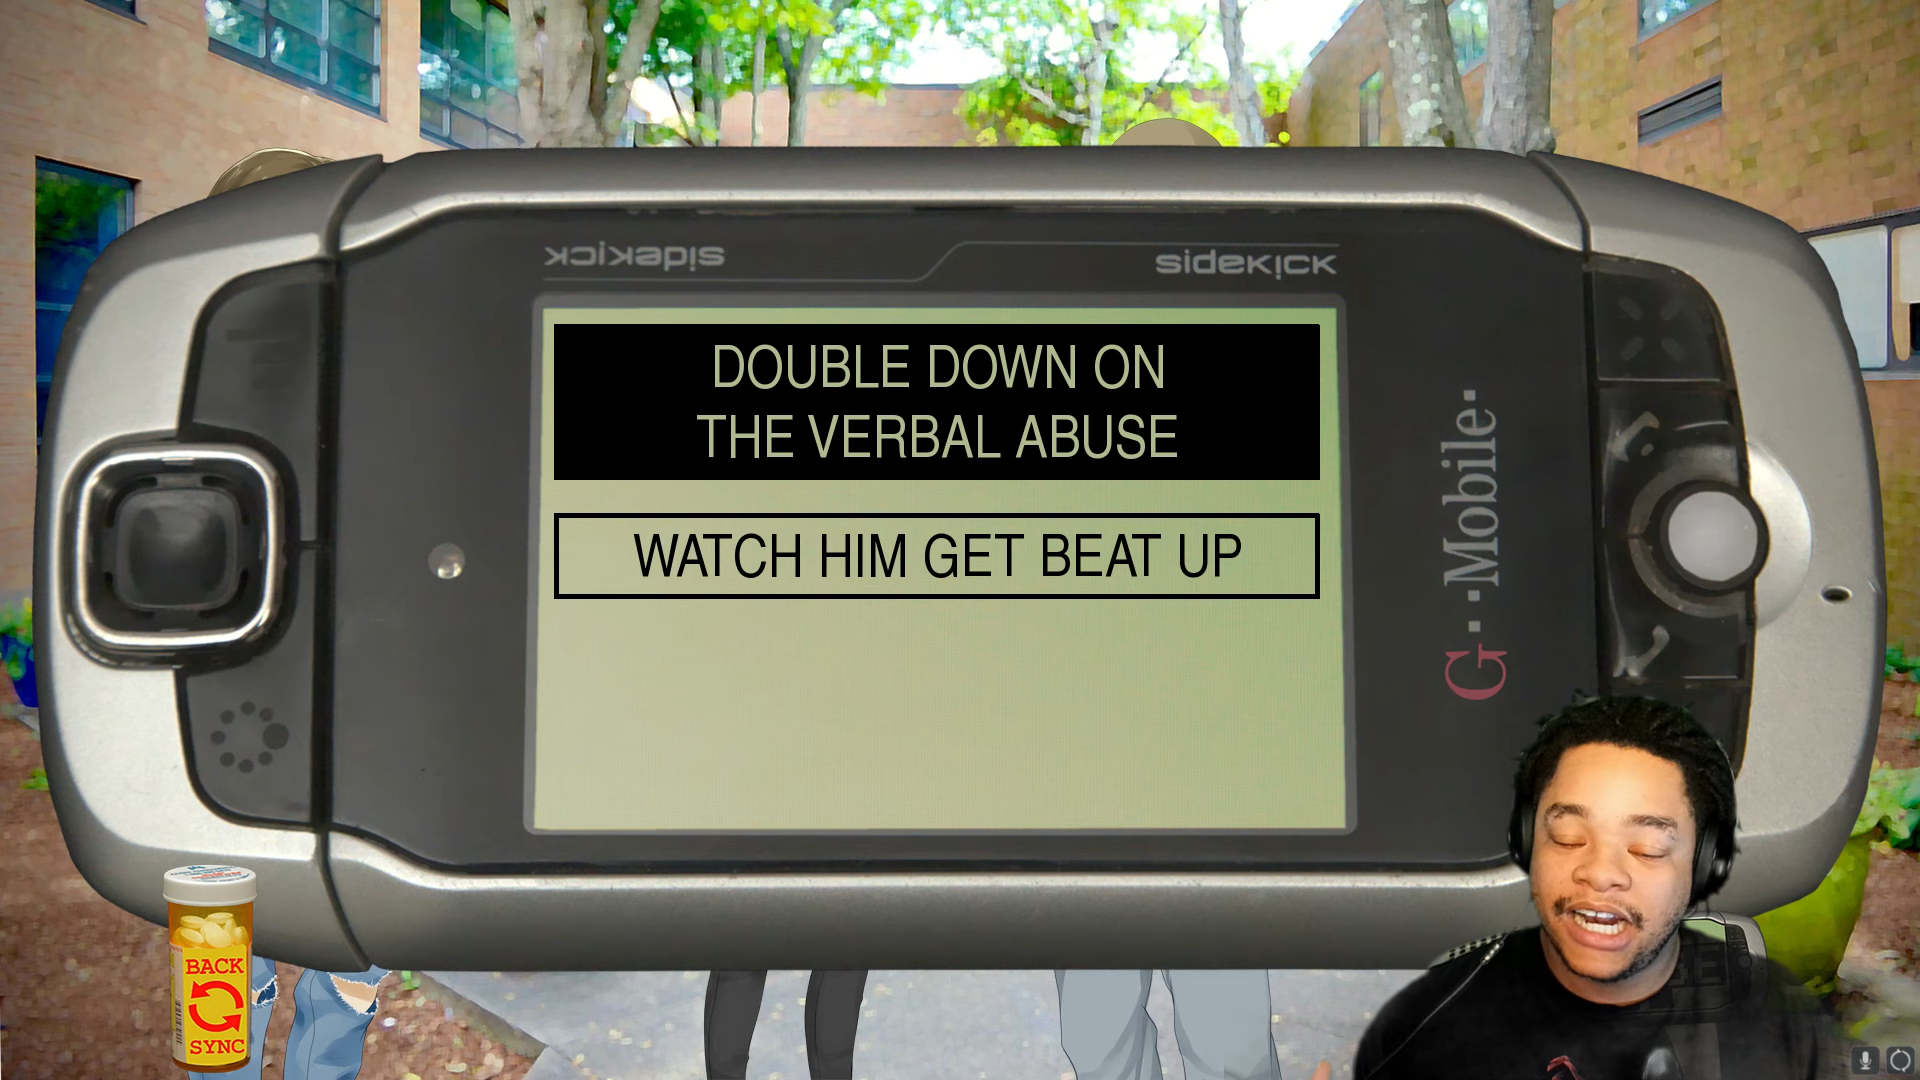 sidekick
sidekick
DOUBLE DOWN ON
THE VERBAL ABUSE
WATCH HIM GET BEAT UP
G··Mobile·
BACK
SYNC